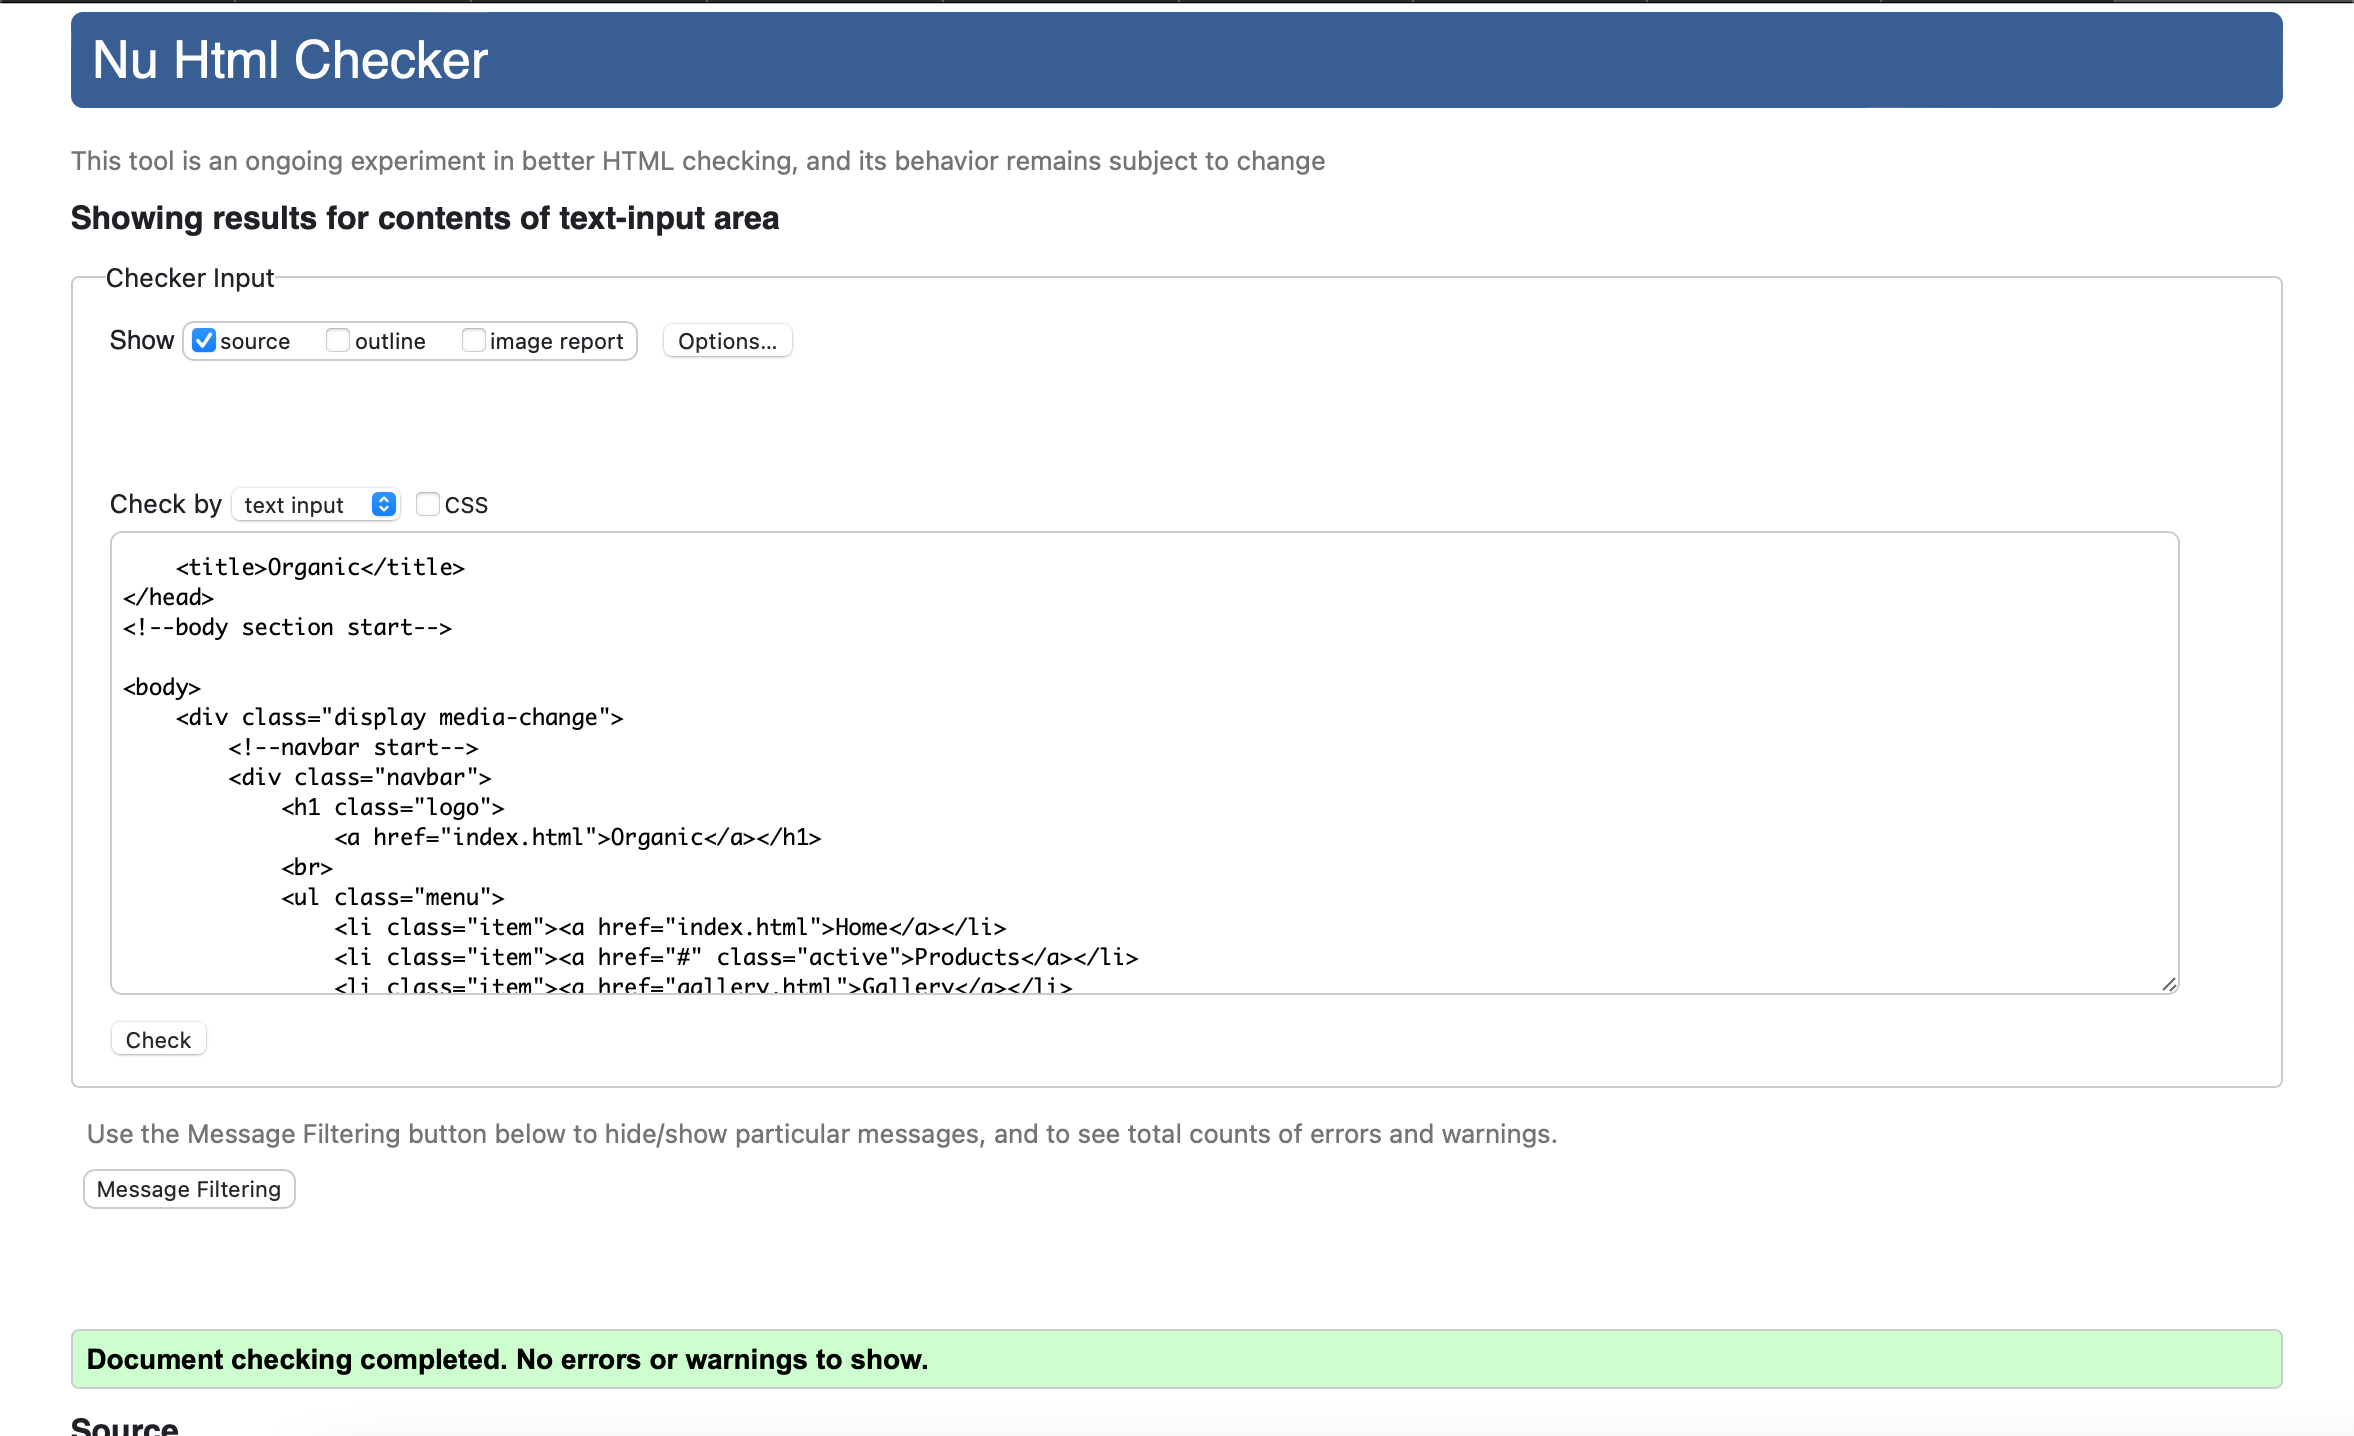 Nu Html Checker
This tool is an ongoing experiment in better HTML checking, and its behavior remains subject to change
Showing results for contents of text-input area
Checker Input
Show source outline image report Options...
Check by text input CSS
    <title>Organic</title>
</head>
<!--body section start-->
<body>
    <div class="display media-change">
        <!--navbar start-->
        <div class="navbar">
            <h1 class="logo">
                <a href="index.html">Organic</a></h1>
            <br>
            <ul class="menu">
                <li class="item"><a href="index.html">Home</a></li>
                <li class="item"><a href="#" class="active">Products</a></li>
                <li class="item"><a href="gallery.html">Gallery</a></li>
Check
Use the Message Filtering button below to hide/show particular messages, and to see total counts of errors and warnings.
Message Filtering
Document checking completed. No errors or warnings to show.
Source